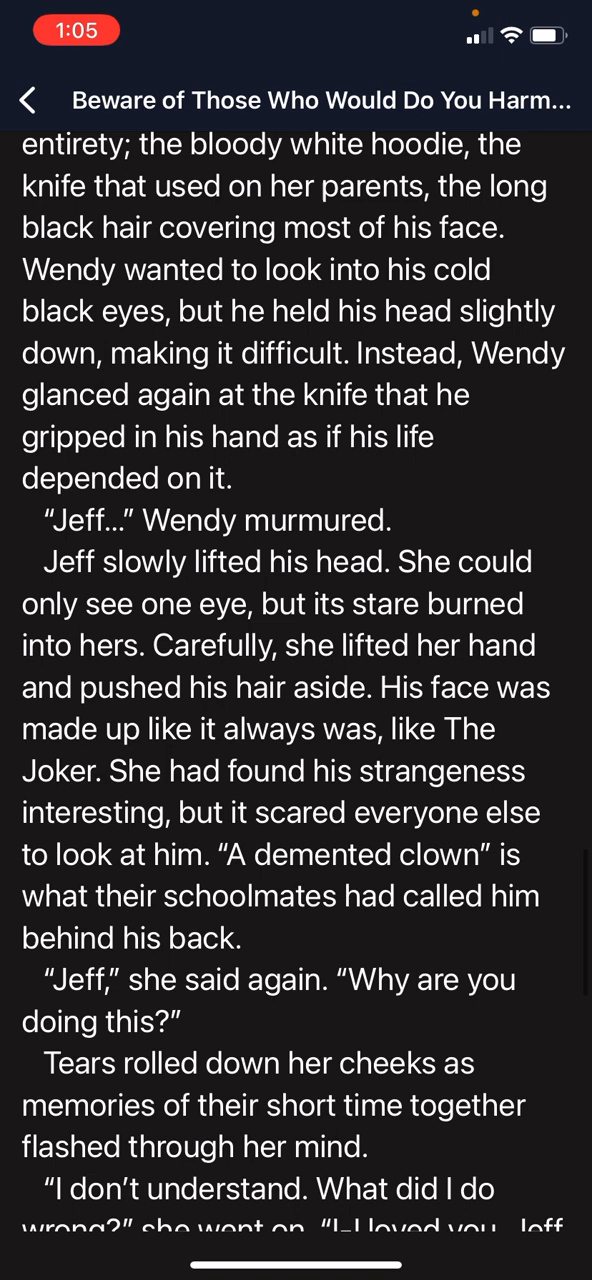 1:05
Beware of Those Who Would Do You Harm...
entirety; the bloody white hoodie, the
knife that used on her parents, the long
black hair covering most of his face.
Wendy wanted to look into his cold
black eyes, but he held his head slightly
down, making it difficult. Instead, Wendy
glanced again at the knife that he
gripped in his hand as if his life
depended on it.
“Jeff...” Wendy murmured.
Jeff slowly lifted his head. She could
only see one eye, but its stare burned
into hers. Carefully, she lifted her hand
and pushed his hair aside. His face was
made up like it always was, like The
Joker. She had found his strangeness
interesting, but it scared everyone else
to look at him. “A demented clown” is
what their schoolmates had called him
behind his back.
“Jeff,” she said again. “Why are you
doing this?”
Tears rolled down her cheeks as
memories of their short time together
flashed through her mind.
“I don’t understand. What did I do
wrong?” she went on. “I-I loved you, Jeff